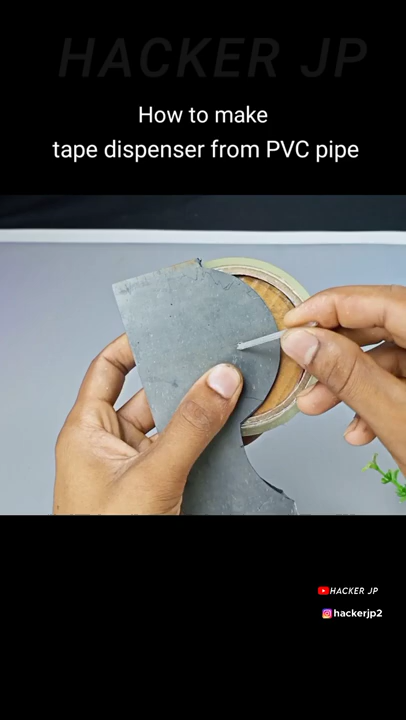 HACKER JP
How to make
tape dispenser from PVC pipe
HACKER JP
hackerjp2